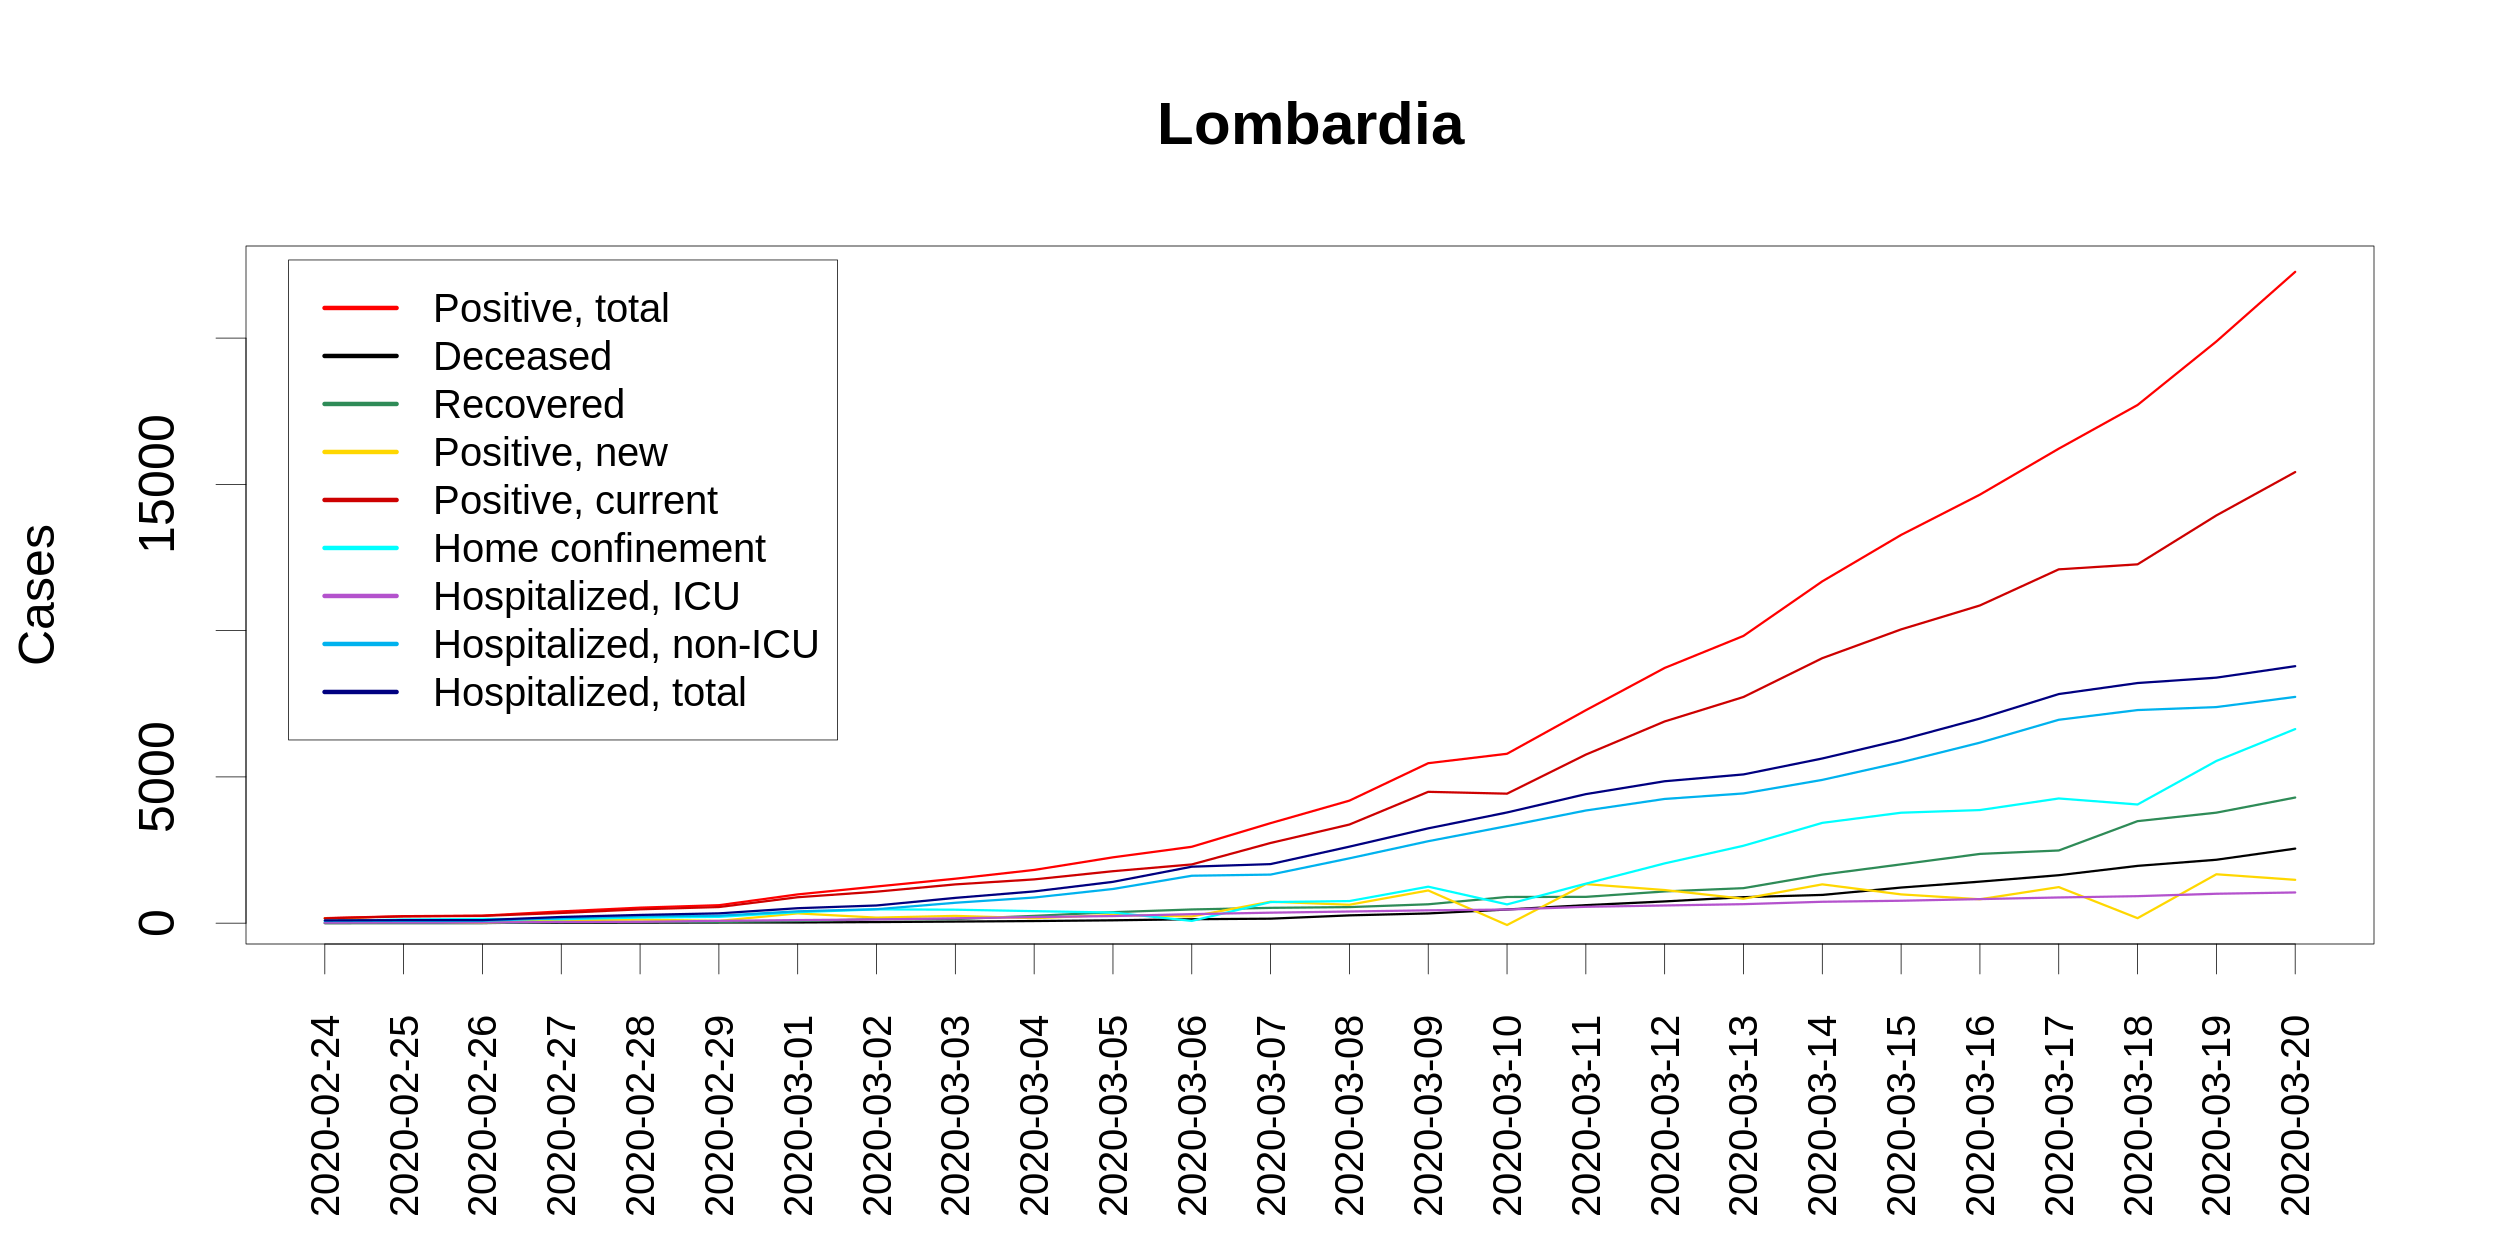 Lombardia
Positive, total
Deceased
Recovered
Positive, new
Positive, current
Home confinement
Hospitalized, ICU
Hospitalized, non-ICU
Hospitalized, total
Cases
0
5000
15000
2020-02-24
2020-02-25
2020-02-26
2020-02-27
2020-02-28
2020-02-29
2020-03-01
2020-03-02
2020-03-03
2020-03-04
2020-03-05
2020-03-06
2020-03-07
2020-03-08
2020-03-09
2020-03-10
2020-03-11
2020-03-12
2020-03-13
2020-03-14
2020-03-15
2020-03-16
2020-03-17
2020-03-18
2020-03-19
2020-03-20